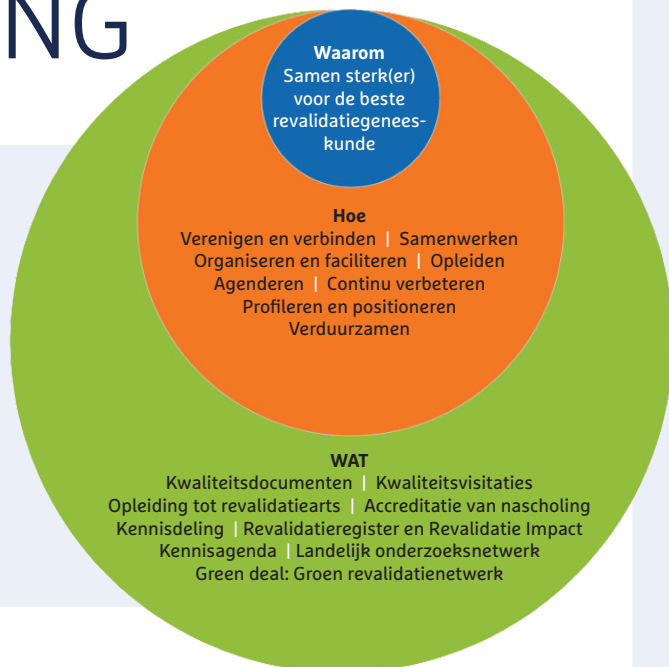 NG
Waarom
Samen sterk(er)
voor de beste
revalidatiegenees-
kunde
Hoe
Verenigen en verbinden | Samenwerken
Organiseren en faciliteren | Opleiden
Agenderen | Continu verbeteren
Profileren en positioneren
Verduurzamen
WAT
Kwaliteitsdocumenten | Kwaliteitsvisitaties
Opleiding tot revalidatiearts | Accreditatie van nascholing
Kennisdeling | Revalidatieregister en Revalidatie Impact
Kennisagenda | Landelijk onderzoeksnetwerk
Green deal: Groen revalidatienetwerk